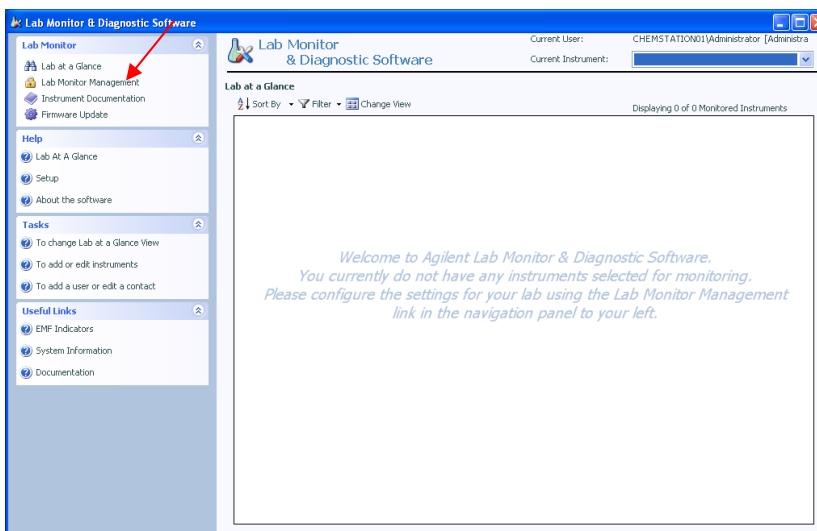 Lab Monitor & Diagnostic Software
Lab Monitor
Lab at a Glance
Lab Monitor Management
Instrument Documentation
Firmware Update
Help
Lab At A Glance
Setup
About the software
Tasks
To change Lab at a Glance View
To add or edit instruments
To add a user or edit a contact
Useful Links
EMF Indicators
System Information
Documentation
Lab Monitor
& Diagnostic Software
Current User: CHEMSTATION01\Administrator [Administra
Current Instrument:
Lab at a Glance
Sort By Filter Change View
Displaying 0 of 0 Monitored Instruments
Welcome to Agilent Lab Monitor & Diagnostic Software.
You currently do not have any instruments selected for monitoring.
Please configure the settings for your lab using the Lab Monitor Management
link in the navigation panel to your left.